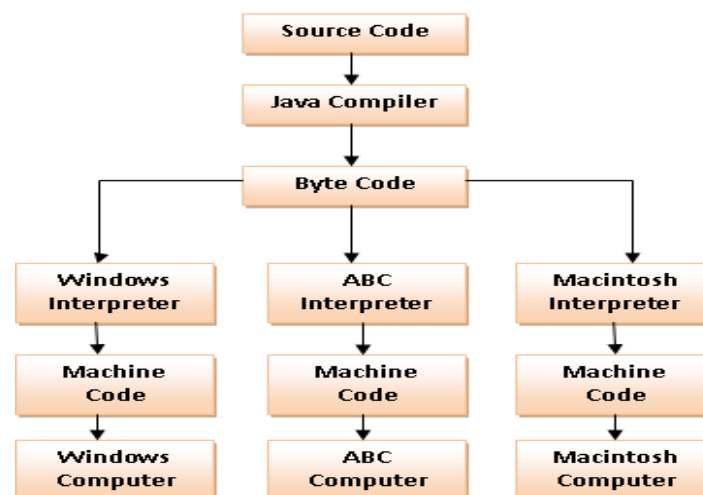 Source Code
Java Compiler
Byte Code
Windows
Interpreter
ABC
Interpreter
Macintosh
Interpreter
Machine
Code
Machine
Code
Machine
Code
Windows
Computer
ABC
Computer
Macintosh
Computer